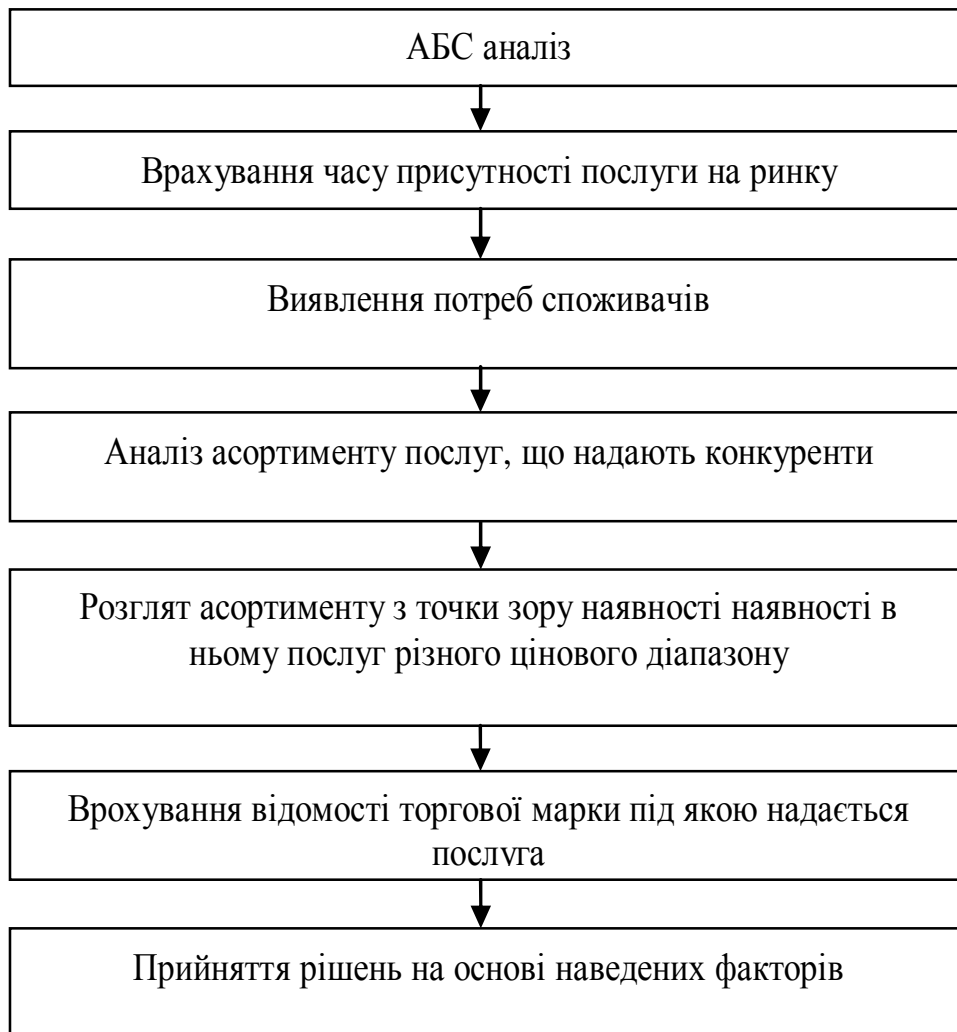 АБС аналіз
Врахування часу присутності послуги на ринку
Виявлення потреб споживачів
Аналіз асортименту послуг, що надають конкуренти
Розглят асортименту з точки зору наявності наявності в
ньому послуг різного цінового діапазону
Врохування відомості торгової марки під якою надається
послуга
Прийняття рішень на основі наведених факторів